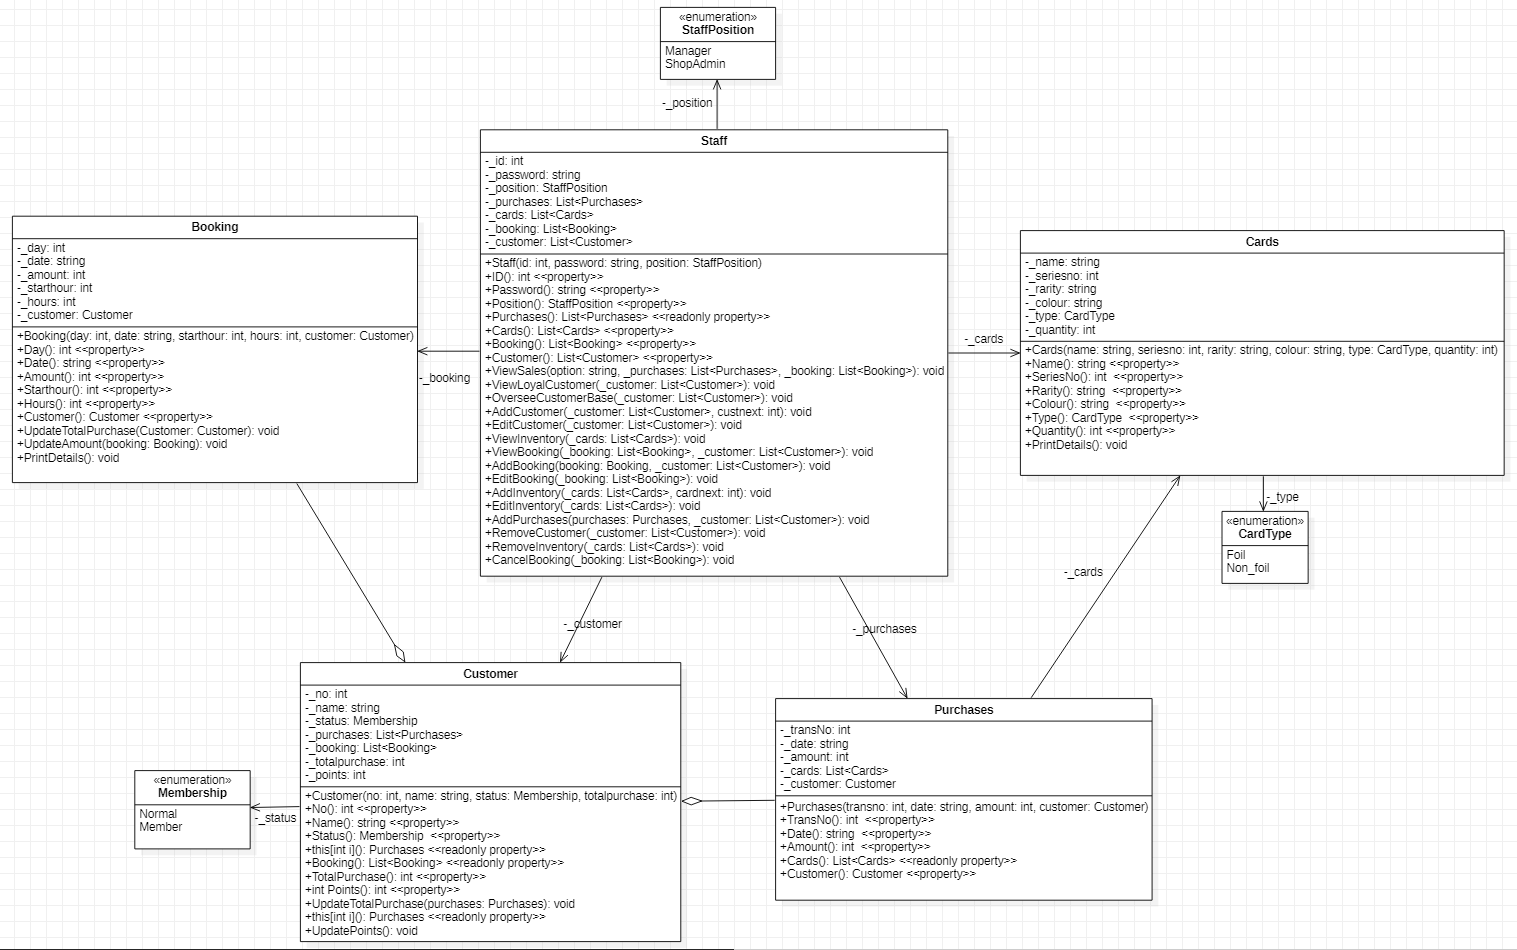 «enumeration»
StaffPosition
Manager
ShopAdmin
-_position
Staff
-_id: int
-_password: string
-_position: StaffPosition
-_purchases: List<Purchases>
-_cards: List<Cards>
-_booking: List<Booking>
-_customer: List<Customer>
+Staff(id: int, password: string, position: StaffPosition)
+ID(): int <<property>>
+Password(): string <<property>>
+Position(): StaffPosition <<property>>
+Purchases(): List<Purchases> <<readonly property>>
+Cards(): List<Cards> <<property>>
+Booking(): List<Booking> <<property>>
+Customer(): List<Customer> <<property>>
+ViewSales(option: string, _purchases: List<Purchases>, _booking: List<Booking>): void
+ViewLoyalCustomer(_customer: List<Customer>): void
+OverseeCustomerBase(_customer: List<Customer>): void
+AddCustomer(_customer: List<Customer>, custnext: int): void
+EditCustomer(_customer: List<Customer>): void
+ViewInventory(_cards: List<Cards>): void
+ViewBooking(_booking: List<Booking>, _customer: List<Customer>): void
+AddBooking(booking: Booking, _customer: List<Customer>): void
+EditBooking(_booking: List<Booking>): void
+AddInventory(_cards: List<Cards>, cardnext: int): void
+EditInventory(_cards: List<Cards>): void
+AddPurchases(purchases: Purchases, _customer: List<Customer>): void
+RemoveCustomer(_customer: List<Customer>): void
+RemoveInventory(_cards: List<Cards>): void
+CancelBooking(_booking: List<Booking>): void
Booking
-_day: int
-_date: string
-_amount: int
-_starthour: int
-_hours: int
-_customer: Customer
+Booking(day: int, date: string, starthour: int, hours: int, customer: Customer)
+Day(): int <<property>>
+Date(): string <<property>>
+Amount(): int <<property>>
+Starthour(): int <<property>>
+Hours(): int <<property>>
+Customer(): Customer <<property>>
+UpdateTotalPurchase(Customer: Customer): void
+UpdateAmount(booking: Booking): void
+PrintDetails(): void
-_booking
-_cards
Cards
-_name: string
-_seriesno: int
-_rarity: string
-_colour: string
-_type: CardType
-_quantity: int
+Cards(name: string, seriesno: int, rarity: string, colour: string, type: CardType, quantity: int)
+Name(): string <<property>>
+SeriesNo(): int <<property>>
+Rarity(): string <<property>>
+Colour(): string <<property>>
+Type(): CardType <<property>>
+Quantity(): int <<property>>
+PrintDetails(): void
-_type
«enumeration»
CardType
Foil
Non_foil
-_cards
-_customer
-_purchases
Customer
-_no: int
-_name: string
-_status: Membership
-_purchases: List<Purchases>
-_booking: List<Booking>
-_totalpurchase: int
-_points: int
+Customer(no: int, name: string, status: Membership, totalpurchase: int)
+No(): int <<property>>
+Name(): string <<property>>
+Status(): Membership <<property>>
+this[int i](): Purchases <<readonly property>>
+Booking(): List<Booking> <<readonly property>>
+TotalPurchase(): int <<property>>
+int Points(): int <<property>>
+UpdateTotalPurchase(purchases: Purchases): void
+this[int i](): Purchases <<readonly property>>
+UpdatePoints(): void
«enumeration»
Membership
Normal
Member
-_status
Purchases
-_transNo: int
-_date: string
-_amount: int
-_cards: List<Cards>
-_customer: Customer
+Purchases(transno: int, date: string, amount: int, customer: Customer)
+TransNo(): int <<property>>
+Date(): string <<property>>
+Amount(): int <<property>>
+Cards(): List<Cards> <<readonly property>>
+Customer(): Customer <<property>>